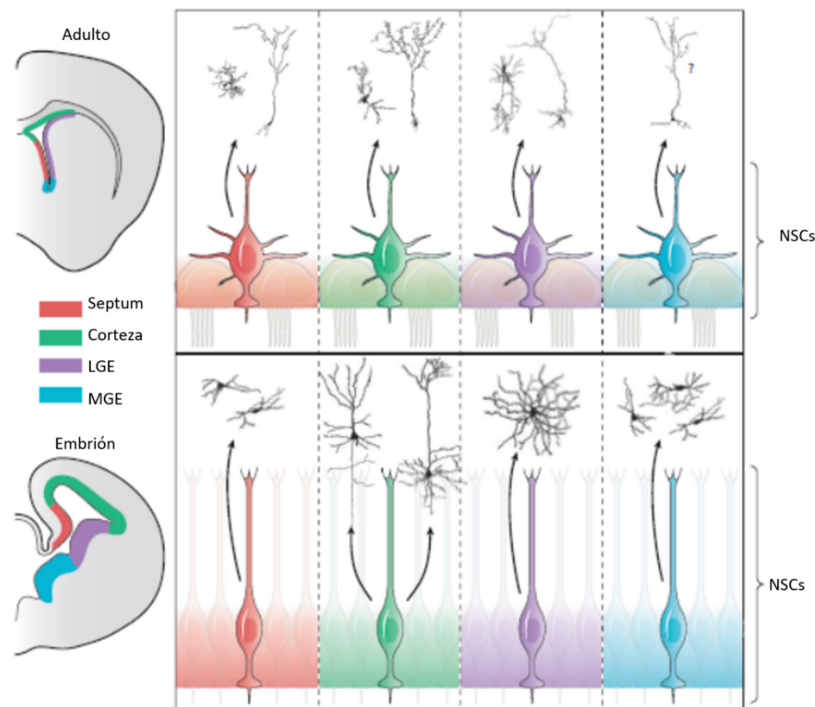 Adulto
?
NSCs
Septum
Corteza
LGE
MGE
Embrión
NSCs